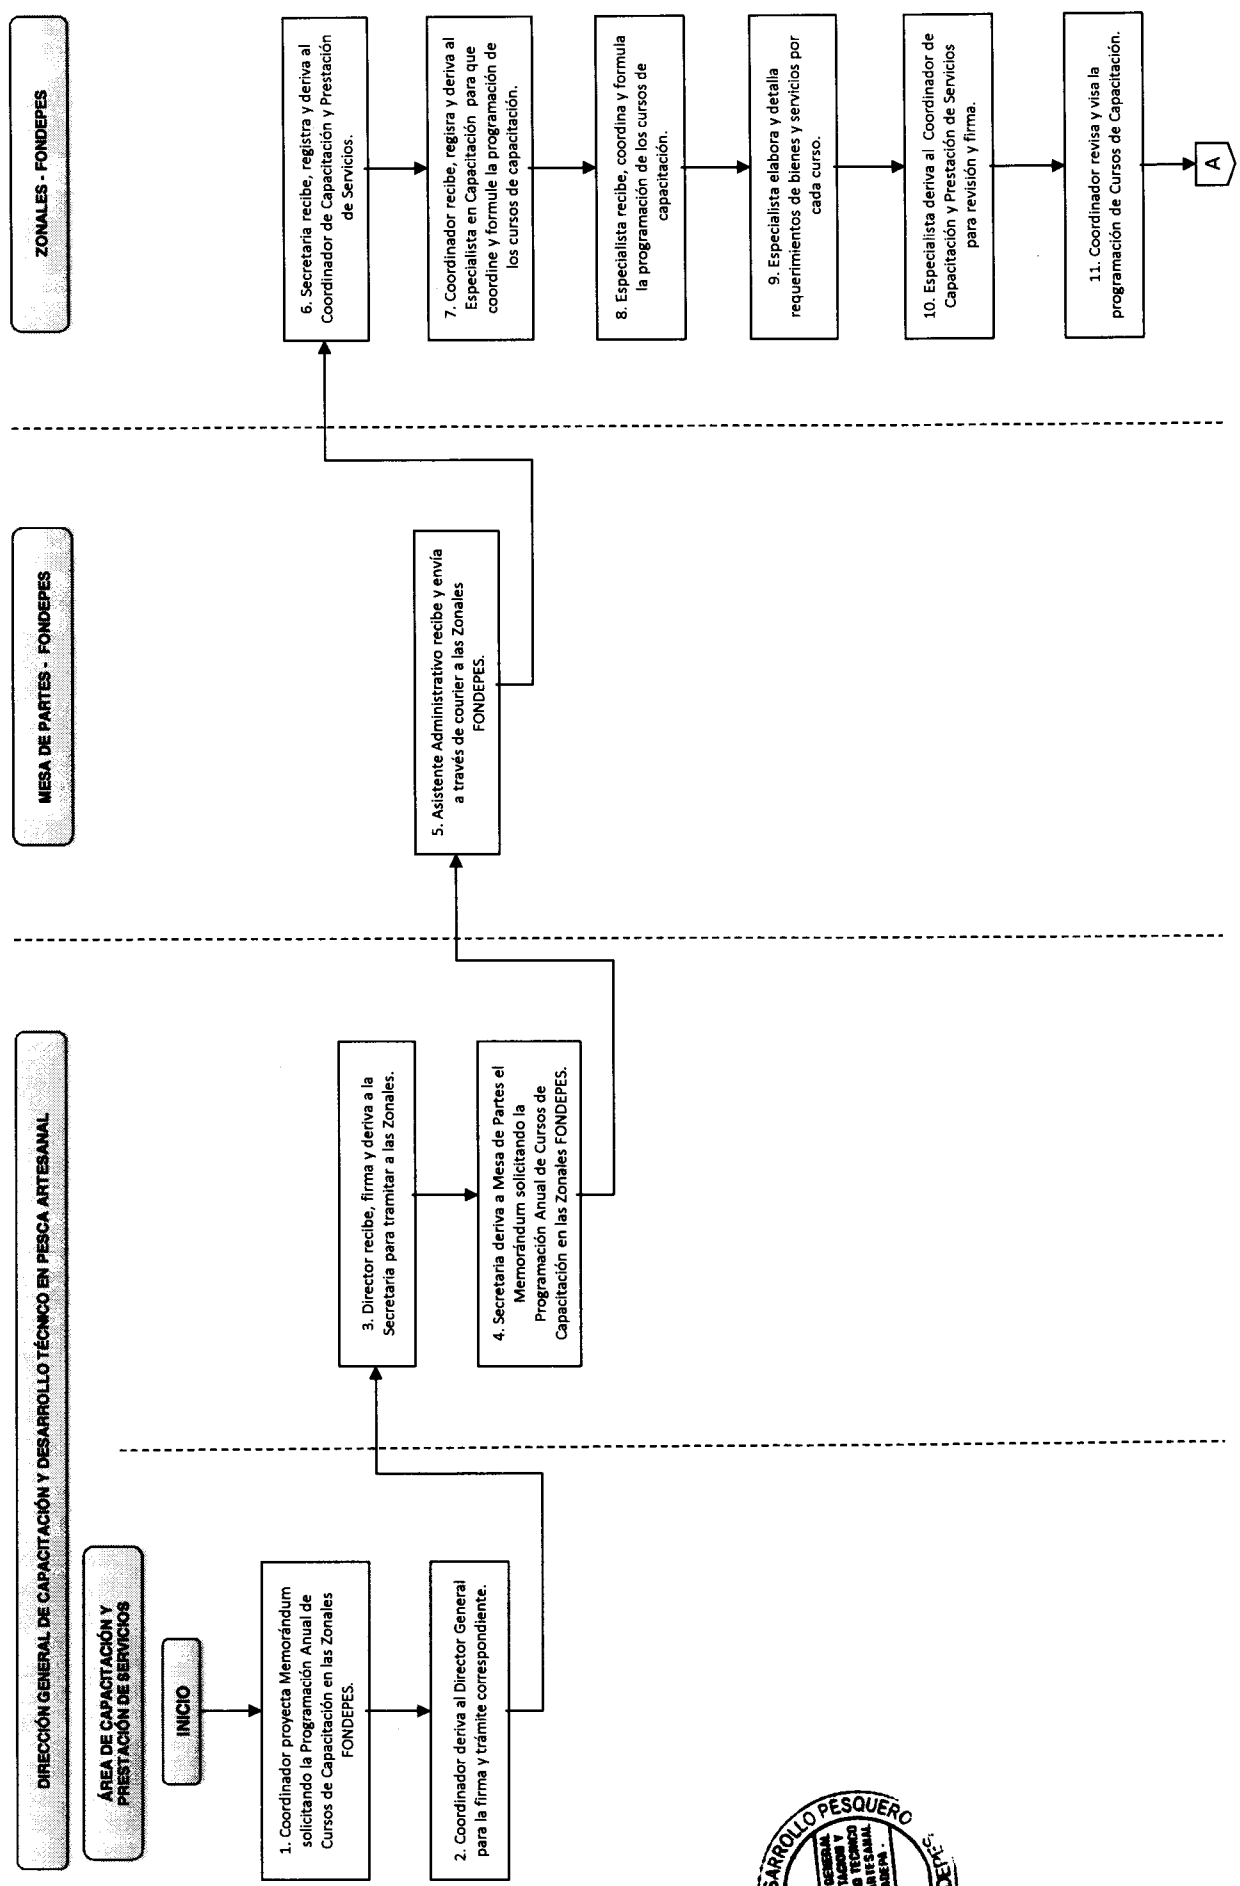 DIRECCIÓN GENERAL DE CAPACITACIÓN Y DESARROLLO TÉCNICO EN PESCA ARTESANAL
MESA DE PARTES - FONDEPES
ZONALES - FONDEPES
ÁREA DE CAPACITACIÓN Y
PRESTACIÓN DE SERVICIOS
INICIO
1. Coordinador proyecta Memorándum
solicitando la Programación Anual de
Cursos de Capacitación en las Zonales
FONDEPES.
2. Coordinador deriva al Director General
para la firma y trámite correspondiente.
3. Director recibe, firma y deriva a la
Secretaria para tramitar a las Zonales.
4. Secretaria deriva a Mesa de Partes el
Memorándum solicitando la
Programación Anual de Cursos de
Capacitación en las Zonales FONDEPES.
5. Asistente Administrativo recibe y envía
a través de courier a las Zonales
FONDEPES.
6. Secretaria recibe, registra y deriva al
Coordinador de Capacitación y Prestación
de Servicios.
7. Coordinador recibe, regisra y deriva al
Especialista en Capacitación para que
coordine y formule la programación de
los cursos de capacitación.
8. Especialista recibe, coordina y formula
la programación de los cursos de
capacitación.
9. Especialista elabora y detalla
requerimientos de bienes y servicios por
cada curso.
10. Especialista deriva al Coordinador de
Capacitación y Prestación de Servicios
para revisión y firma.
11. Coordinador revisa y visa la
programación de Cursos de Capacitación.
A
PESQUERO